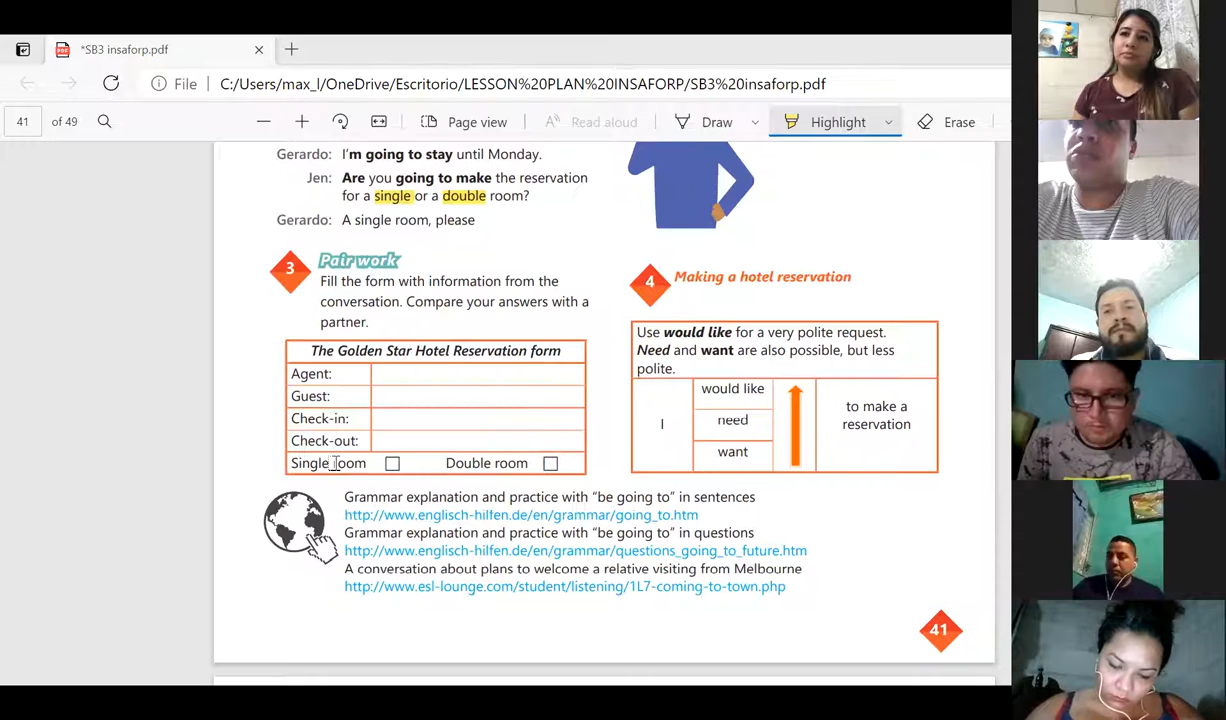 *SB3 insaforp.pdf
File C:/Users/max_l/OneDrive/Escritorio/LESSON%20PLAN%20INSAFORP/SB3%20insaforp.pdf
41 of 49 Page view Read aloud Draw Highlight Erase
Gerardo: I'm going to stay until Monday.
Jen: Are you going to make the reservation
for a single or a double room?
Gerardo: A single room, please
3 Pair work
Fill the form with information from the
conversation. Compare your answers with a
partner.
The Golden Star Hotel Reservation form
Agent:
Guest:
Check-in:
Check-out:
Single room Double room
4 Making a hotel reservation
Use would like for a very polite request.
Need and want are also possible, but less
polite.
would like
I need to make a
reservation
want
Grammar explanation and practice with “be going to” in sentences
http://www.englisch-hilfen.de/en/grammar/going_to.htm
Grammar explanation and practice with “be going to” in questions
http://www.englisch-hilfen.de/en/grammar/questions_going_to_future.htm
A conversation about plans to welcome a relative visiting from Melbourne
http://www.esl-lounge.com/student/listening/1L7-coming-to-town.php
41